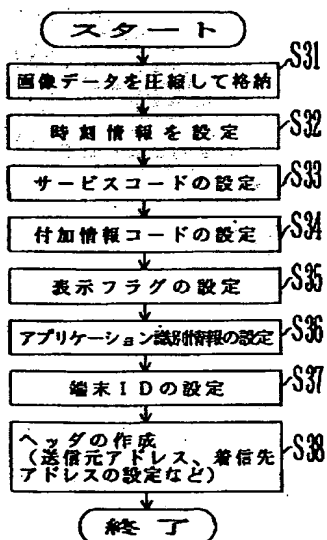 スタート
画像データを圧縮して格納 S31
時刻情報を設定 S32
サービスコードの設定 S33
付加情報コードの設定 S34
表示フラグの設定 S35
アプリケーション識別情報の設定 S36
端末IDの設定 S37
ヘッダの作成 S38
(送信元アドレス、着信先
アドレスの設定など)
終了